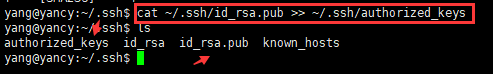 yang@yancy:~/.ssh$ cat ~/.ssh/id_rsa.pub >> ~/.ssh/authorized_keys
yang@yancy:~/.ssh$ ls
authorized_keys id_rsa id_rsa.pub known_hosts
yang@yancy:~/.ssh$